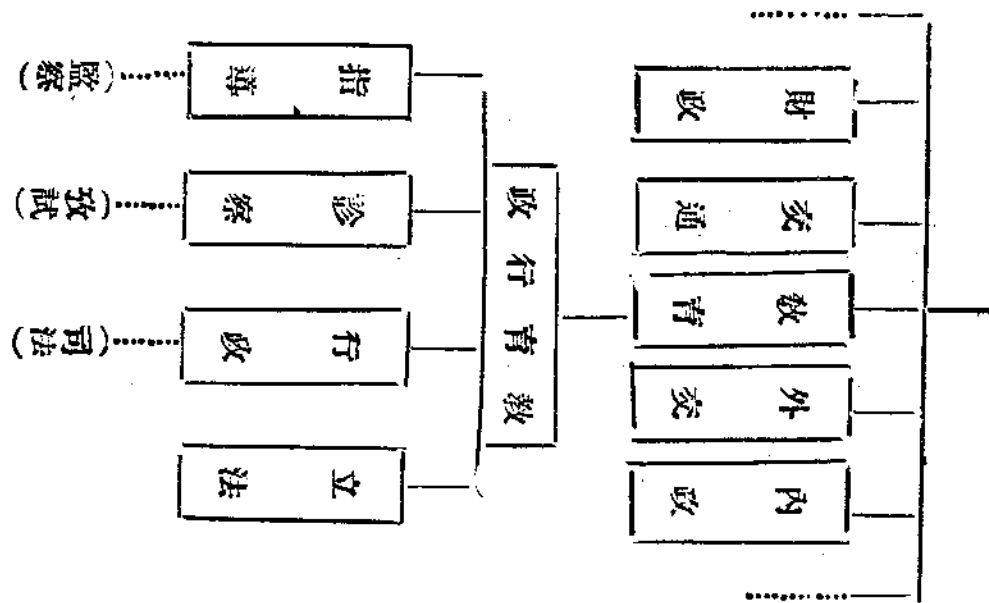 內政
外交
教育
交通
財政
教育行政
立法
行政
(司法)
診察
(攷試)
指導
(監察)